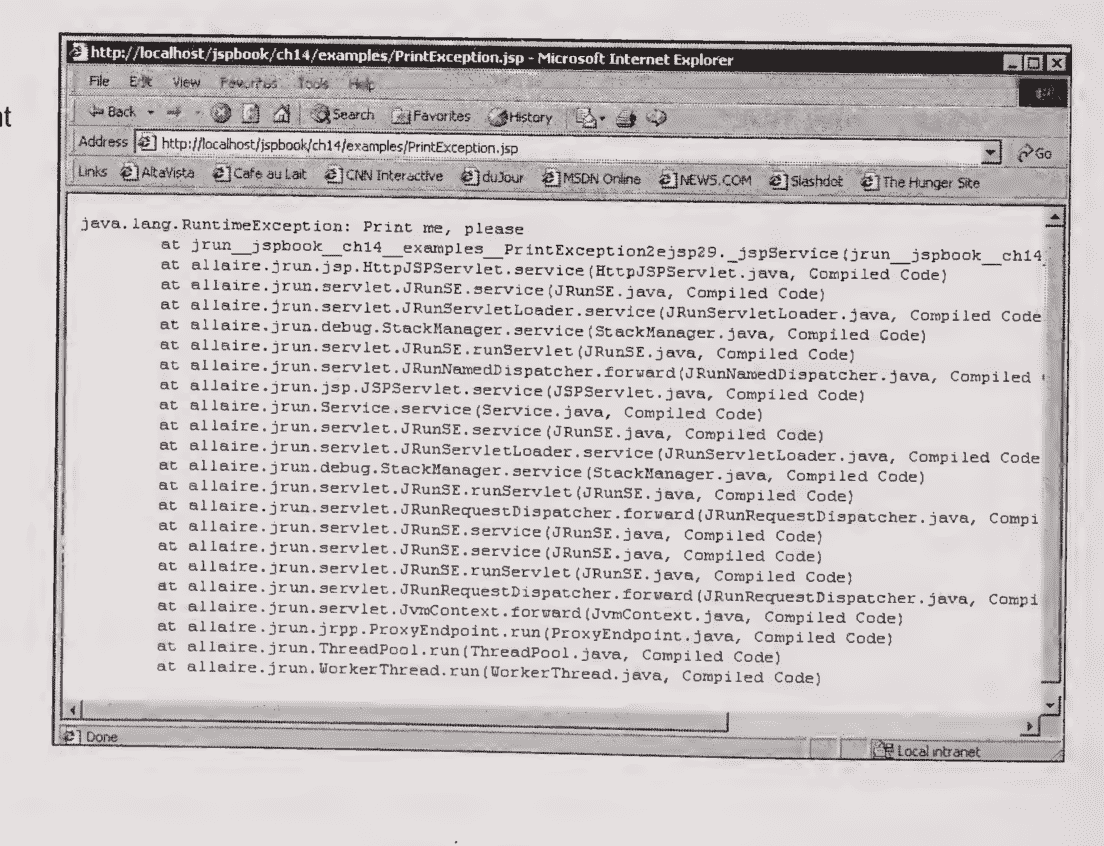 http://localhost/jspbook/ch14/examples/PrintException.jsp - Microsoft Internet Explorer
File Edit View Favorites Tools Help
nt
Back Search Favorites History
Address http://localhost/jspbook/ch14/examples/PrintException.jsp Go
Links AltaVista Cafe au Lait CNN Interactive duJour MSDN Online NEWS.COM Slashdot The Hunger Site
java.lang.RuntimeException: Print me, please
at jrun__jspbook__ch14__examples__PrintException2ejsp29._jspService(jrun__jspbook__ch14_
at allaire.jrun.jsp.HttpJSPServlet.service(HttpJSPServlet.java, Compiled Code)
at allaire.jrun.servlet.JRunSE.service(JRunSE.java, Compiled Code)
at allaire.jrun.servlet.JRunServletLoader.service(JRunServletLoader.java, Compiled Code
at allaire.jrun.debug.StackManager.service(StackManager.java, Compiled Code)
at allaire.jrun.servlet.JRunSE.runServlet(JRunSE.java, Compiled Code)
at allaire.jrun.servlet.JRunNamedDispatcher.forward(JRunNamedDispatcher.java, Compiled
at allaire.jrun.jsp.JSPServlet.service(JSPServlet.java, Compiled Code)
at allaire.jrun.Service.service(Service.java, Compiled Code)
at allaire.jrun.servlet.JRunSE.service(JRunSE.java, Compiled Code)
at allaire.jrun.servlet.JRunServletLoader.service(JRunServletLoader.java, Compiled Code
at allaire.jrun.debug.StackManager.service(StackManager.java, Compiled Code)
at allaire.jrun.servlet.JRunSE.runServlet(JRunSE.java, Compiled Code)
at allaire.jrun.servlet.JRunRequestDispatcher.forward(JRunRequestDispatcher.java, Compi
at allaire.jrun.servlet.JRunSE.service(JRunSE.java, Compiled Code)
at allaire.jrun.servlet.JRunSE.service(JRunSE.java, Compiled Code)
at allaire.jrun.servlet.JRunSE.runServlet(JRunSE.java, Compiled Code)
at allaire.jrun.servlet.JRunRequestDispatcher.forward(JRunRequestDispatcher.java, Compi
at allaire.jrun.servlet.JvmContext.forward(JvmContext.java, Compiled Code)
at allaire.jrun.jrpp.ProxyEndpoint.run(ProxyEndpoint.java, Compiled Code)
at allaire.jrun.ThreadPool.run(ThreadPool.java, Compiled Code)
at allaire.jrun.WorkerThread.run(WorkerThread.java, Compiled Code)
Done Local intranet